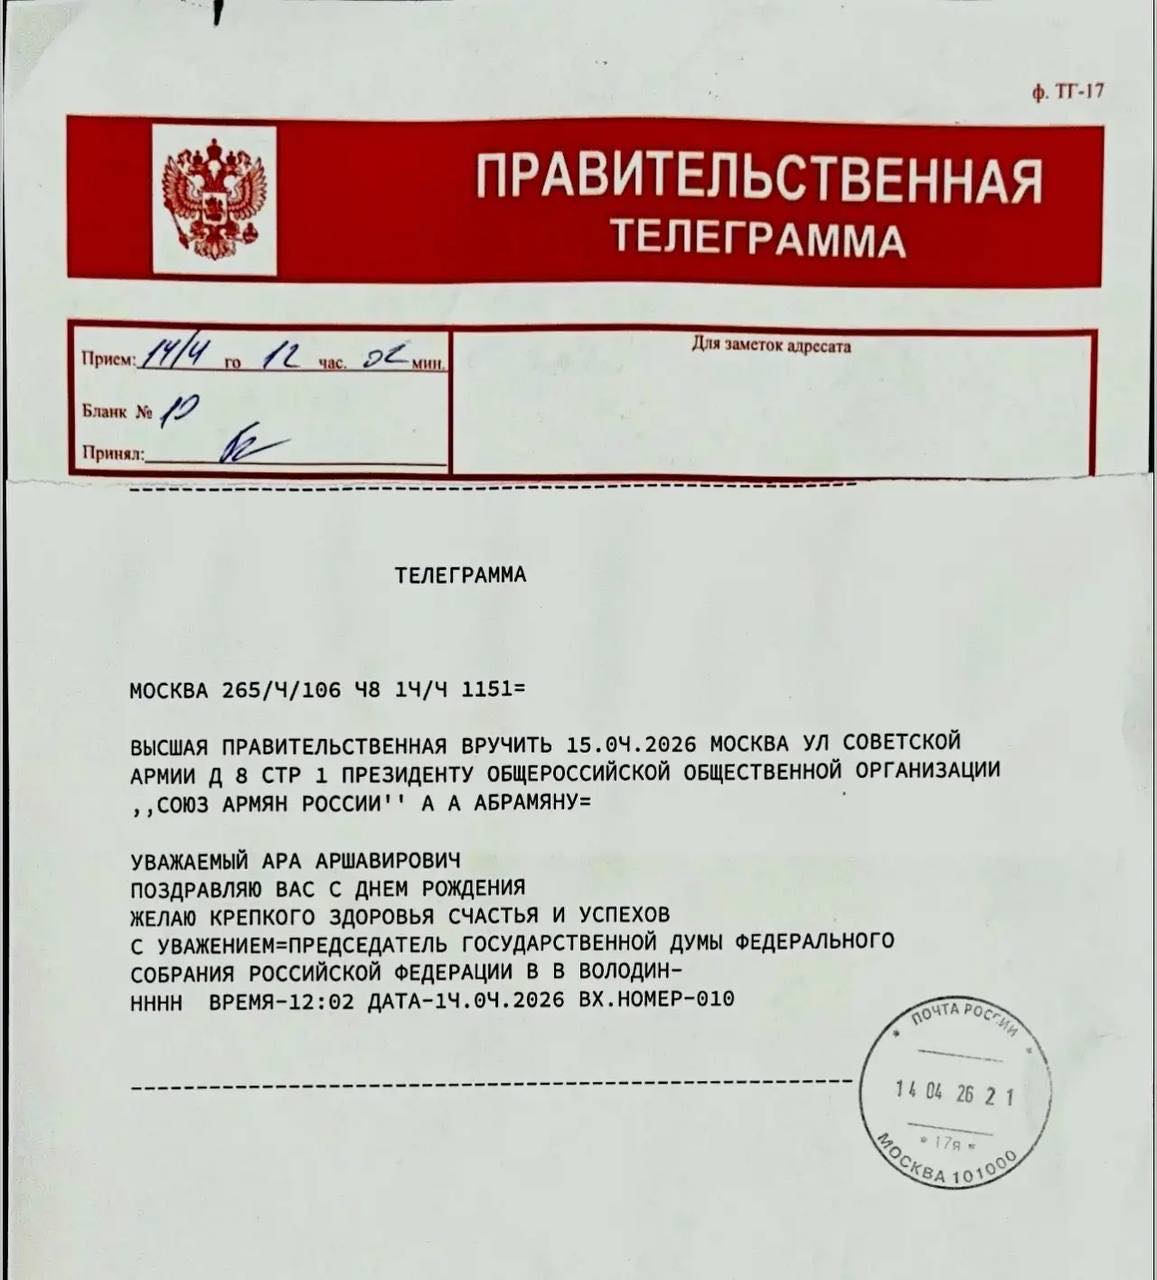 ф. ТГ-17
ПРАВИТЕЛЬСТВЕННАЯ
ТЕЛЕГРАММА
Прием: 14/4 го 12 час. 02 мин.
Для заметок адресата
Бланк № 10
Принял:
ТЕЛЕГРАММА
МОСКВА 265/Ч/106 Ч8 1Ч/Ч 1151=
ВЫСШАЯ ПРАВИТЕЛЬСТВЕННАЯ ВРУЧИТЬ 15.0Ч.2026 МОСКВА УЛ СОВЕТСКОЙ
АРМИИ Д 8 СТР 1 ПРЕЗИДЕНТУ ОБЩЕРОССИЙСКОЙ ОБЩЕСТВЕННОЙ ОРГАНИЗАЦИИ
,,СОЮЗ АРМЯН РОССИИ'' А А АБРАМЯНУ=
УВАЖАЕМЫЙ АРА АРШАВИРОВИЧ
ПОЗДРАВЛЯЮ ВАС С ДНЕМ РОЖДЕНИЯ
ЖЕЛАЮ КРЕПКОГО ЗДОРОВЬЯ СЧАСТЬЯ И УСПЕХОВ
С УВАЖЕНИЕМ=ПРЕДСЕДАТЕЛЬ ГОСУДАРСТВЕННОЙ ДУМЫ ФЕДЕРАЛЬНОГО
СОБРАНИЯ РОССИЙСКОЙ ФЕДЕРАЦИИ В В ВОЛОДИН-
НННН ВРЕМЯ-12:02 ДАТА-1Ч.0Ч.2026 ВХ.НОМЕР-010
* ПОЧТА РОССИИ *
14 04 26 2 1
* 17я *
МОСКВА 101000